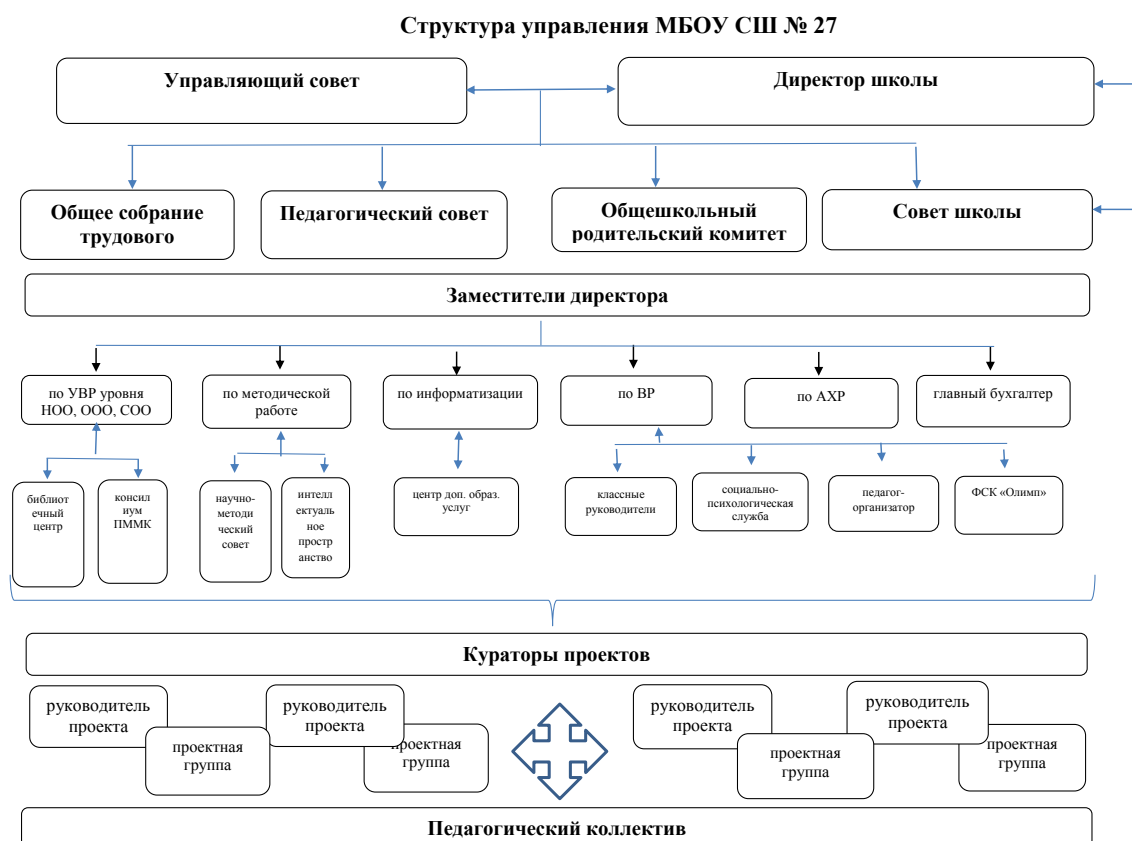 Структура управления МБОУ СШ № 27
Управляющий совет
Директор школы
Общее собрание
трудового
Педагогический совет
Общешкольный
родительский комитет
Совет школы
Заместители директора
по УВР уровня
НОО, ООО, СОО
по методической
работе
по информатизации
по ВР
по АХР
главный бухгалтер
библиот
ечный
центр
консил
иум
ПММК
научно-
методи
ческий
совет
интелл
ектуаль
ное
простр
анство
центр доп. образ.
услуг
классные
руководители
социально-
психологическая
служба
педагог-
организатор
ФСК «Олимп»
Кураторы проектов
руководитель
проекта
проектная
группа
руководитель
проекта
проектная
группа
руководитель
проекта
проектная
группа
руководитель
проекта
проектная
группа
Педагогический коллектив